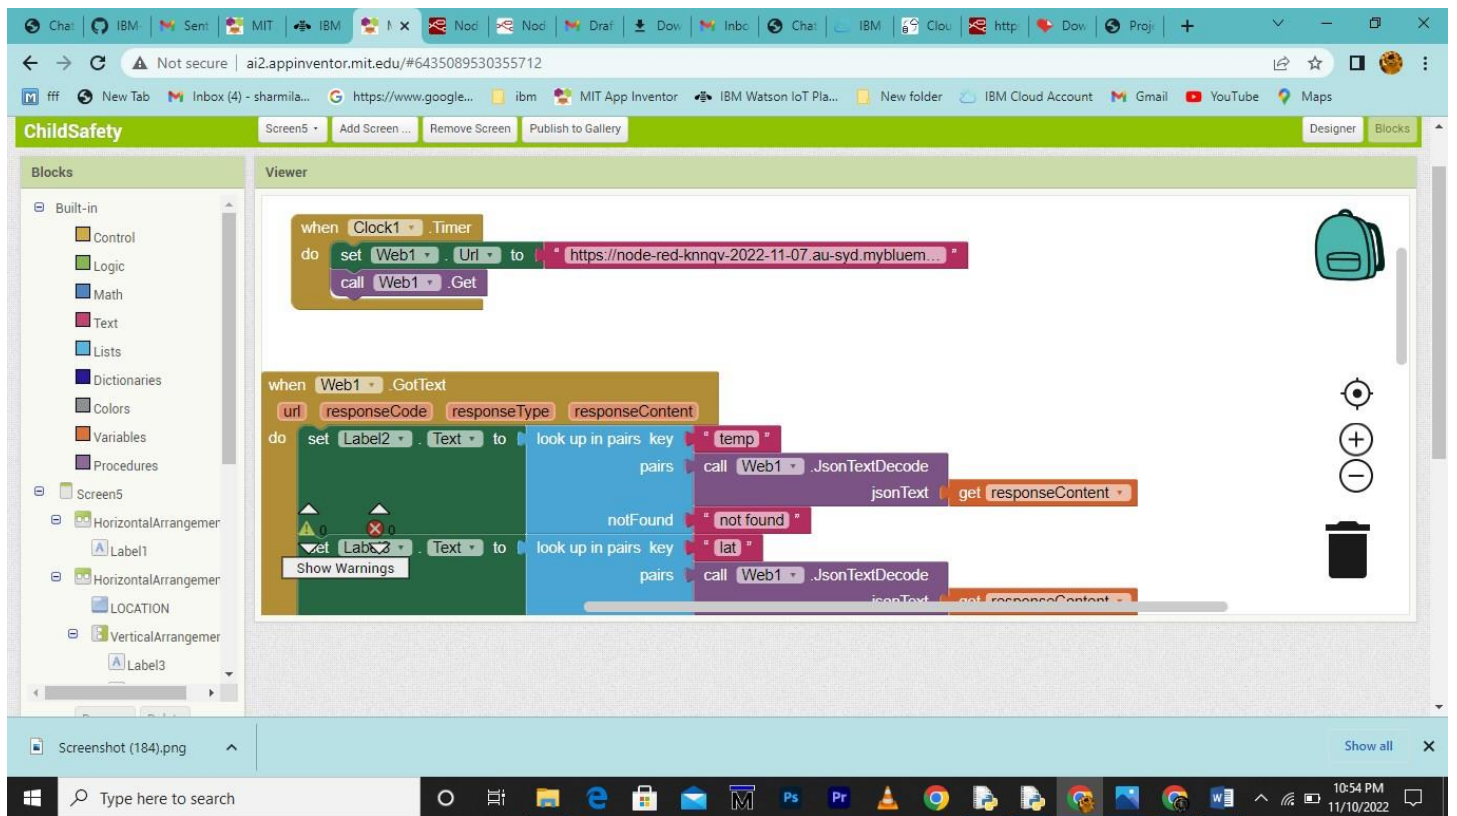 Chat IBM- Sent MIT IBM Nod Nod Draf Dow Inbo Chat IBM Clou http Dow Proje
Not secure | ai2.appinventor.mit.edu/#6435089530355712
fff New Tab Inbox (4) - sharmila... https://www.google... ibm MIT App Inventor IBM Watson IoT Pla... New folder IBM Cloud Account Gmail YouTube Maps
ChildSafety Screen5 Add Screen ... Remove Screen Publish to Gallery Designer Blocks
Blocks Viewer
Built-in
Control
Logic
Math
Text
Lists
Dictionaries
Colors
Variables
Procedures
Screen5
HorizontalArrangemer
Label1
HorizontalArrangemer
LOCATION
VerticalArrangemer
Label3
when Clock1 .Timer
do set Web1 . Url to " https://node-red-knnqv-2022-11-07.au-syd.mybluem... "
call Web1 .Get
when Web1 .GotText
url responseCode responseType responseContent
do set Label2 . Text to look up in pairs key " temp "
pairs call Web1 .JsonTextDecode
jsonText get responseContent
notFound " not found "
set Label3 . Text to look up in pairs key " lat "
pairs call Web1 .JsonTextDecode
jsonText get responseContent
0 0
Show Warnings
Screenshot (184).png Show all
Type here to search Ps Pr 10:54 PM
11/10/2022